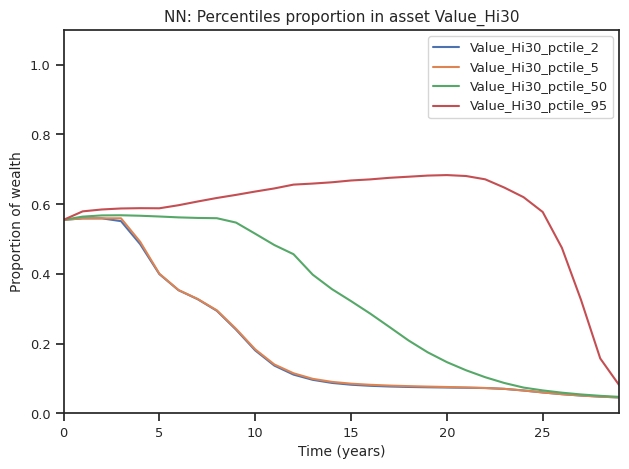 NN: Percentiles proportion in asset Value_Hi30
Value_Hi30_pctile_2
Value_Hi30_pctile_5
Value_Hi30_pctile_50
Value_Hi30_pctile_95
Proportion of wealth
1.0
0.8
0.6
0.4
0.2
0.0
0 5 10 15 20 25
Time (years)